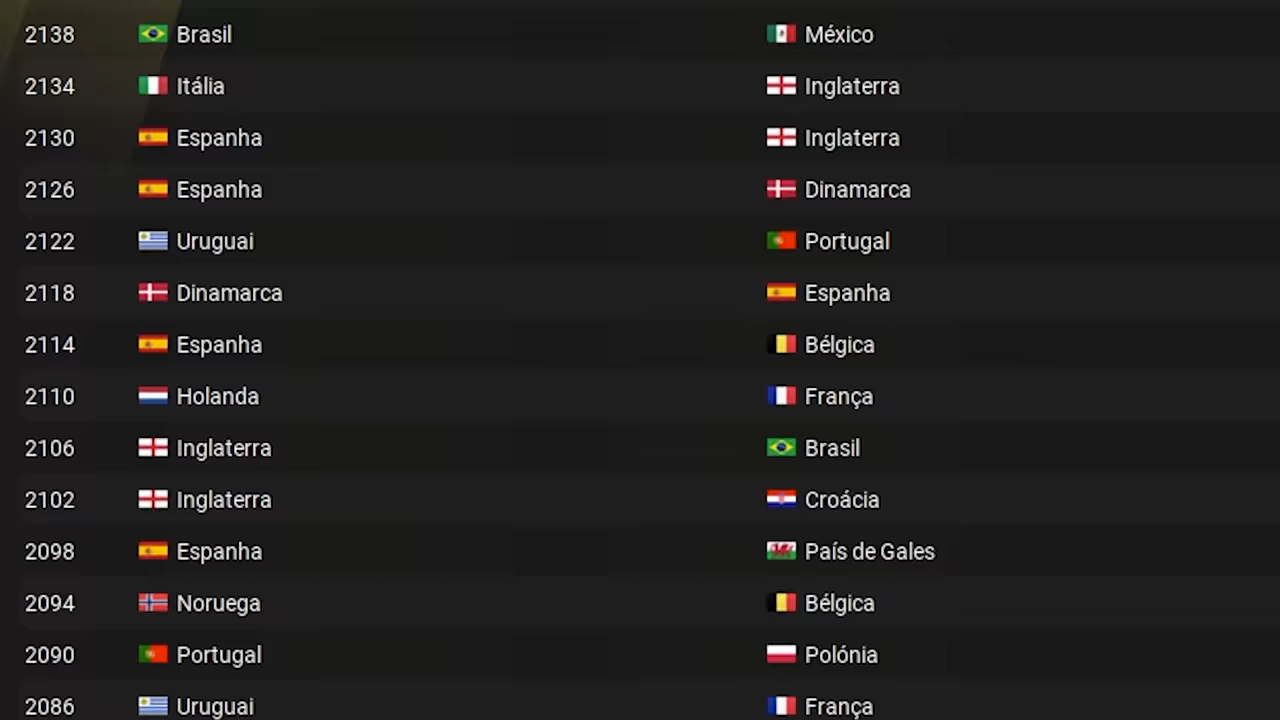 2138 Brasil México
2134 Itália Inglaterra
2130 Espanha Inglaterra
2126 Espanha Dinamarca
2122 Uruguai Portugal
2118 Dinamarca Espanha
2114 Espanha Bélgica
2110 Holanda França
2106 Inglaterra Brasil
2102 Inglaterra Croácia
2098 Espanha País de Gales
2094 Noruega Bélgica
2090 Portugal Polónia
2086 Uruguai França